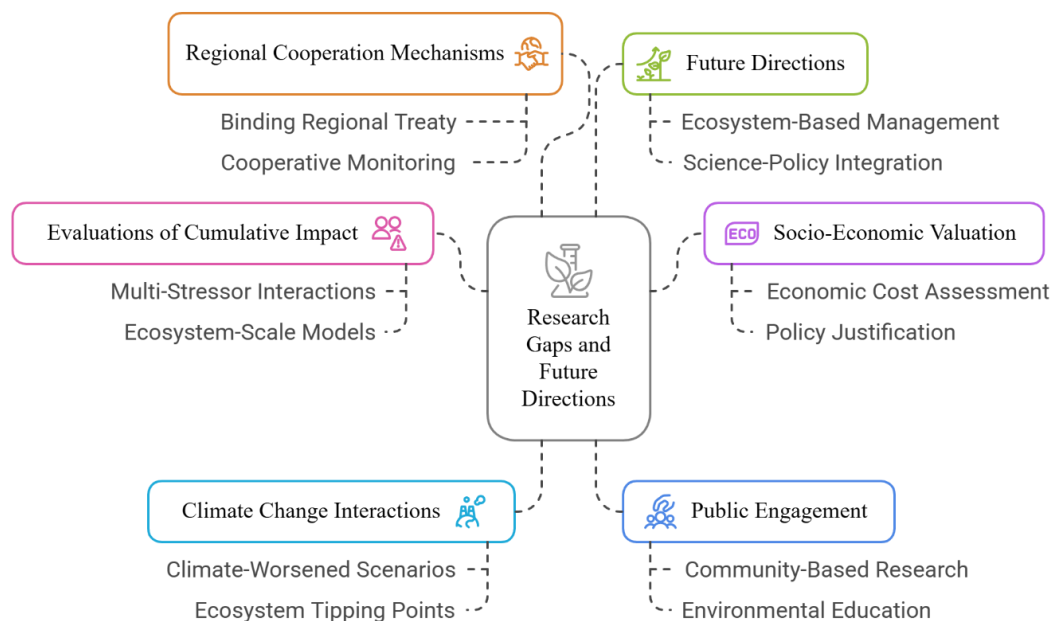 Regional Cooperation Mechanisms
Binding Regional Treaty
Cooperative Monitoring
Future Directions
Ecosystem-Based Management
Science-Policy Integration
Evaluations of Cumulative Impact
Multi-Stressor Interactions
Ecosystem-Scale Models
Research
Gaps and
Future
Directions
ECO
Socio-Economic Valuation
Economic Cost Assessment
Policy Justification
Climate Change Interactions
Climate-Worsened Scenarios
Ecosystem Tipping Points
Public Engagement
Community-Based Research
Environmental Education